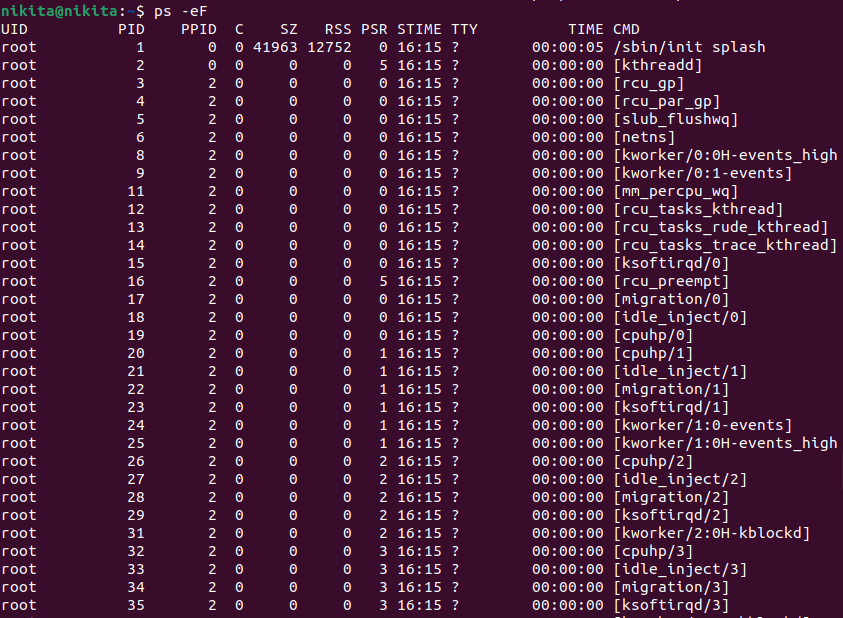 nikita@nikita:~$ ps -eF
UID PID PPID C SZ RSS PSR STIME TTY TIME CMD
root 1 0 0 41963 12752 0 16:15 ? 00:00:05 /sbin/init splash
root 2 0 0 0 0 5 16:15 ? 00:00:00 [kthreadd]
root 3 2 0 0 0 0 16:15 ? 00:00:00 [rcu_gp]
root 4 2 0 0 0 0 16:15 ? 00:00:00 [rcu_par_gp]
root 5 2 0 0 0 0 16:15 ? 00:00:00 [slub_flushwq]
root 6 2 0 0 0 0 16:15 ? 00:00:00 [netns]
root 8 2 0 0 0 0 16:15 ? 00:00:00 [kworker/0:0H-events_high
root 9 2 0 0 0 0 16:15 ? 00:00:00 [kworker/0:1-events]
root 11 2 0 0 0 0 16:15 ? 00:00:00 [mm_percpu_wq]
root 12 2 0 0 0 0 16:15 ? 00:00:00 [rcu_tasks_kthread]
root 13 2 0 0 0 0 16:15 ? 00:00:00 [rcu_tasks_rude_kthread]
root 14 2 0 0 0 0 16:15 ? 00:00:00 [rcu_tasks_trace_kthread]
root 15 2 0 0 0 0 16:15 ? 00:00:00 [ksoftirqd/0]
root 16 2 0 0 0 5 16:15 ? 00:00:00 [rcu_preempt]
root 17 2 0 0 0 0 16:15 ? 00:00:00 [migration/0]
root 18 2 0 0 0 0 16:15 ? 00:00:00 [idle_inject/0]
root 19 2 0 0 0 0 16:15 ? 00:00:00 [cpuhp/0]
root 20 2 0 0 0 1 16:15 ? 00:00:00 [cpuhp/1]
root 21 2 0 0 0 1 16:15 ? 00:00:00 [idle_inject/1]
root 22 2 0 0 0 1 16:15 ? 00:00:00 [migration/1]
root 23 2 0 0 0 1 16:15 ? 00:00:00 [ksoftirqd/1]
root 24 2 0 0 0 1 16:15 ? 00:00:00 [kworker/1:0-events]
root 25 2 0 0 0 1 16:15 ? 00:00:00 [kworker/1:0H-events_high
root 26 2 0 0 0 2 16:15 ? 00:00:00 [cpuhp/2]
root 27 2 0 0 0 2 16:15 ? 00:00:00 [idle_inject/2]
root 28 2 0 0 0 2 16:15 ? 00:00:00 [migration/2]
root 29 2 0 0 0 2 16:15 ? 00:00:00 [ksoftirqd/2]
root 31 2 0 0 0 2 16:15 ? 00:00:00 [kworker/2:0H-kblockd]
root 32 2 0 0 0 3 16:15 ? 00:00:00 [cpuhp/3]
root 33 2 0 0 0 3 16:15 ? 00:00:00 [idle_inject/3]
root 34 2 0 0 0 3 16:15 ? 00:00:00 [migration/3]
root 35 2 0 0 0 3 16:15 ? 00:00:00 [ksoftirqd/3]